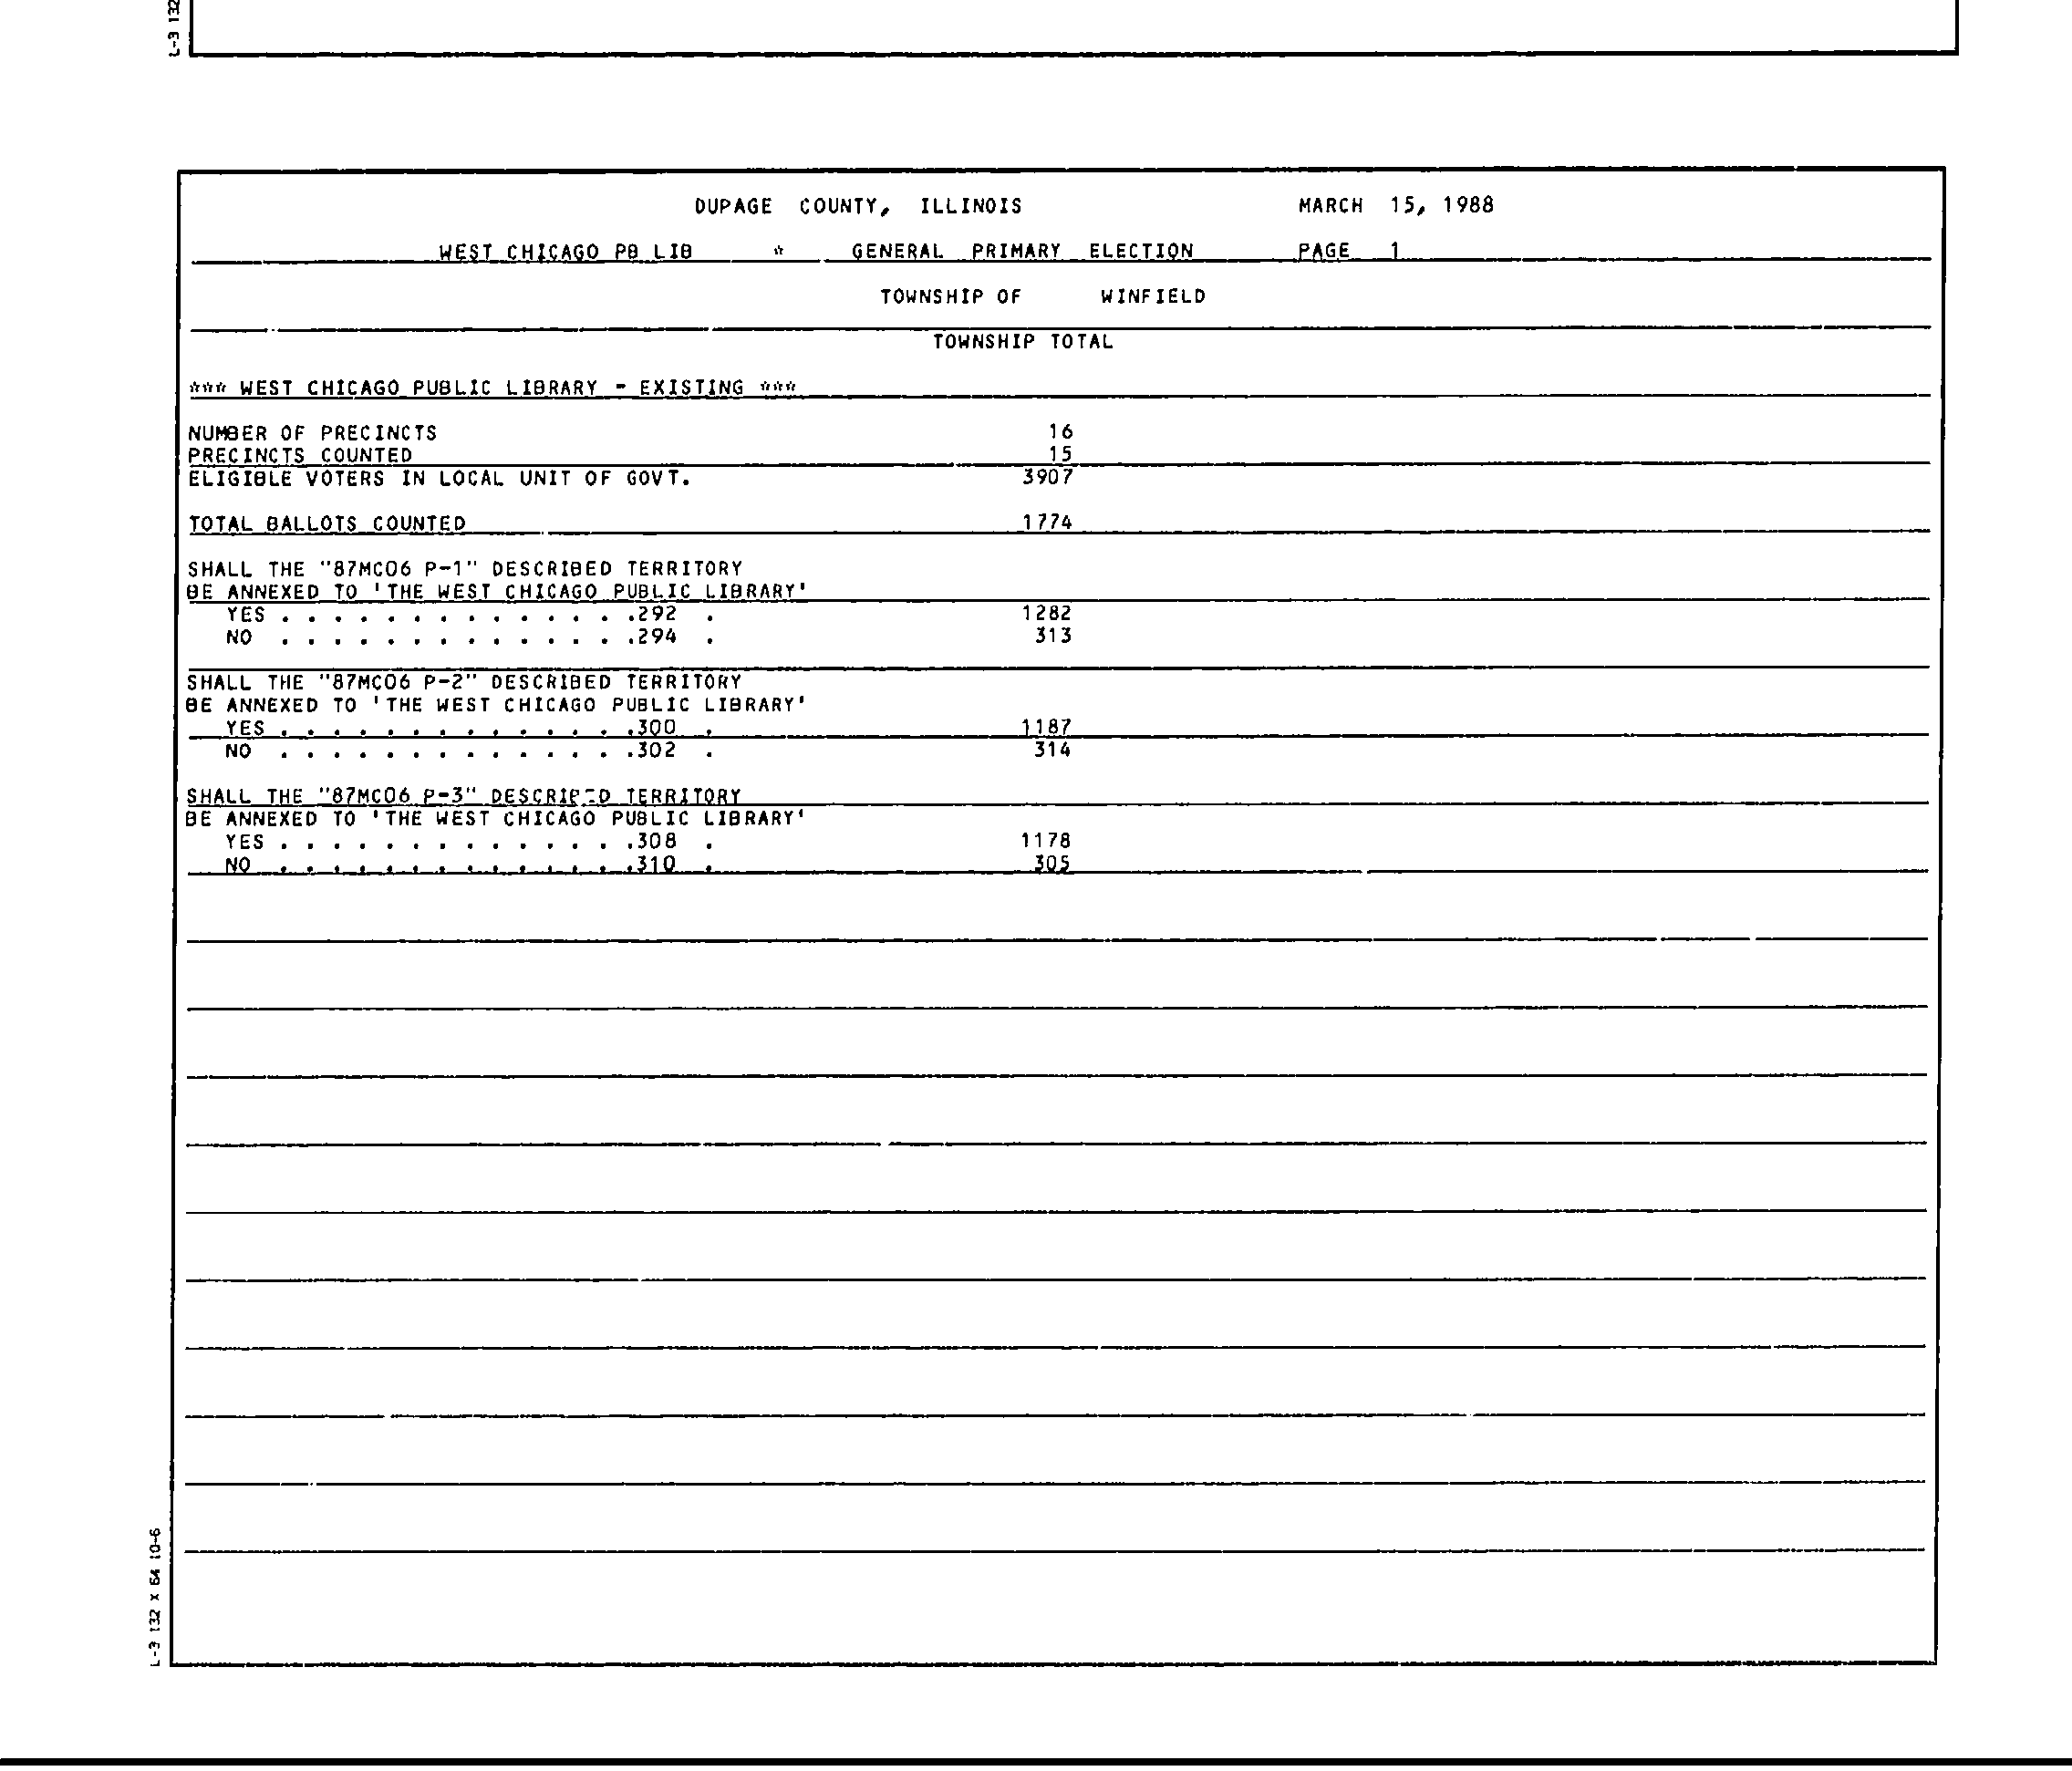 L-3 132
DUPAGE COUNTY, ILLINOIS MARCH 15, 1988
WEST CHICAGO PB LIB * GENERAL PRIMARY ELECTION PAGE 1
TOWNSHIP OF WINFIELD
TOWNSHIP TOTAL
*** WEST CHICAGO PUBLIC LIBRARY - EXISTING ***
NUMBER OF PRECINCTS 16
PRECINCTS COUNTED 15
ELIGIBLE VOTERS IN LOCAL UNIT OF GOVT. 3907
TOTAL BALLOTS COUNTED 1774
SHALL THE "87MC06 P-1" DESCRIBED TERRITORY
BE ANNEXED TO 'THE WEST CHICAGO PUBLIC LIBRARY'
YES . . . . . . . . . . . . . .292 . 1282
NO . . . . . . . . . . . . . .294 . 313
SHALL THE "87MC06 P-2" DESCRIBED TERRITORY
BE ANNEXED TO 'THE WEST CHICAGO PUBLIC LIBRARY'
YES . . . . . . . . . . . . . .300 . 1187
NO . . . . . . . . . . . . . .302 . 314
SHALL THE "87MC06 P-3" DESCRIBED TERRITORY
BE ANNEXED TO 'THE WEST CHICAGO PUBLIC LIBRARY'
YES . . . . . . . . . . . . . .308 . 1178
NO . . . . . . . . . . . . . .310 . 305
L-3 132 X 64 10-6